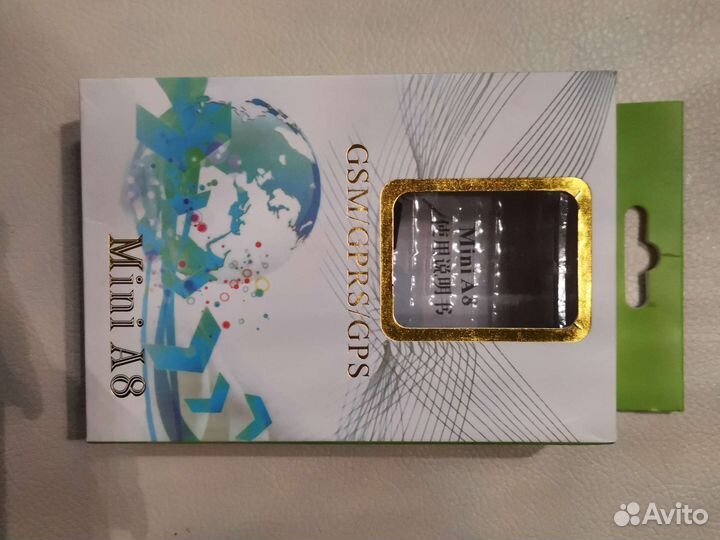 GSM/GPRS/GPS
Mini A8
使用说明书
Mini A8
Avito